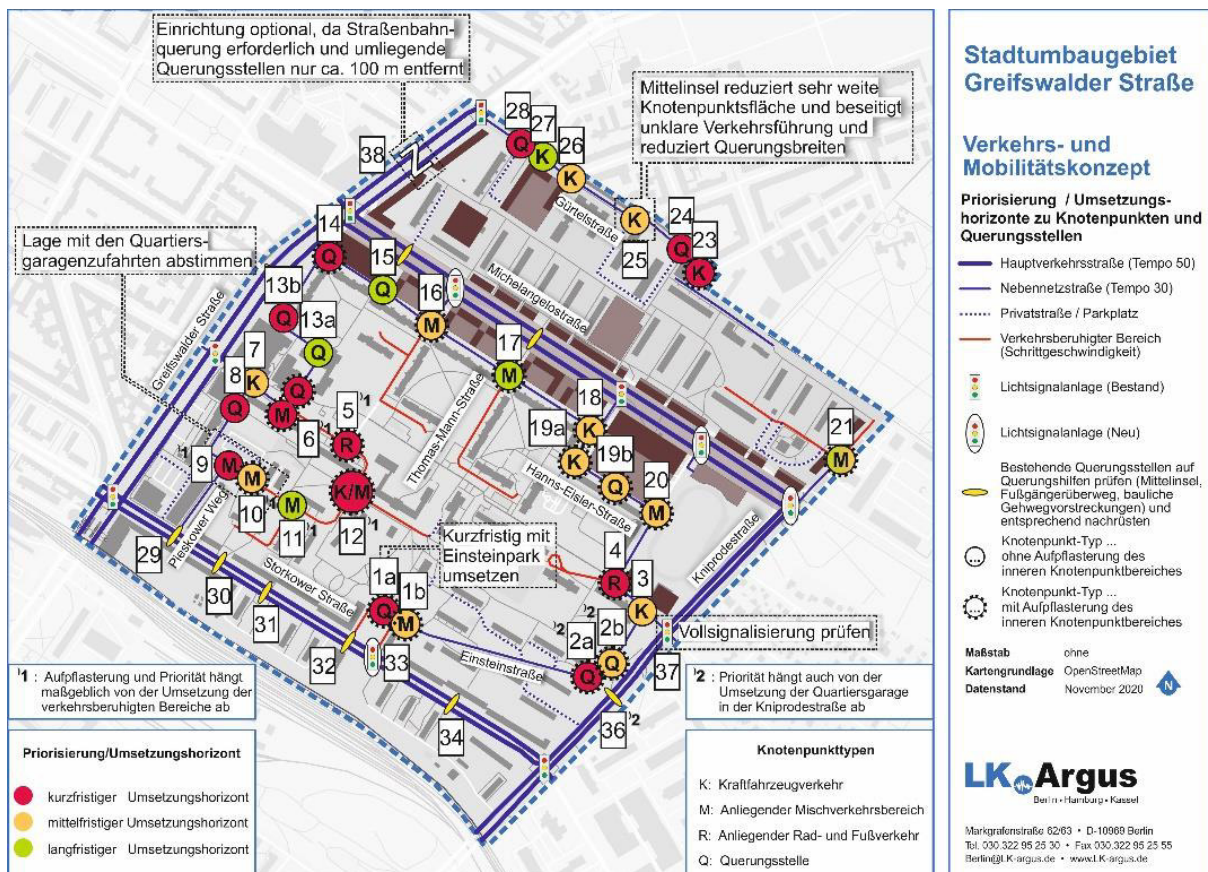 Einrichtung optional, da Straßenbahn-
querung erforderlich und umliegende
Querungsstellen nur ca. 100 m entfernt
Mittelinsel reduziert sehr weite
Knotenpunktsfläche und beseitigt
unklare Verkehrsführung und
reduziert Querungsbreiten
Lage mit den Quartiers-
garagenzufahrten abstimmen
38
28
Q
27
K
26
K
Gürtelstraße
K
25
24
Q
23
K
14
Q
15
Q
16
M
Michelangelostraße
13b
Q
13a
Q
Greifswalder Straße
7
K
8
Q
Q
M
6
)1
5
)1
R
17
M
Thomas-Mann-Straße
18
K
19a
K
19b
Q
20
M
Hanns-Eisler-Straße
21
M
9
)1
M
M
10
)1
M
11
)1
K/M
12
)1
Pieskower Weg
Kurzfristig mit
Einsteinpark
umsetzen
4
R
3
K
Kniprodestraße
1a
Q
1b
M
Storkower Straße
29
30
31
32
33
34
Einsteinstraße
)2
2a
Q
)2
2b
Q
36
)2
37
Vollsignalisierung prüfen
)1 : Aufpflasterung und Priorität hängt
maßgeblich von der Umsetzung der
verkehrsberuhigten Bereiche ab
)2 : Priorität hängt auch von der
Umsetzung der Quartiersgarage
in der Kniprodestraße ab
Priorisierung/Umsetzungshorizont
kurzfristiger Umsetzungshorizont
mittelfristiger Umsetzungshorizont
langfristiger Umsetzungshorizont
Knotenpunkttypen
K: Kraftfahrzeugverkehr
M: Anliegender Mischverkehrsbereich
R: Anliegender Rad- und Fußverkehr
Q: Querungsstelle
Stadtumbaugebiet
Greifswalder Straße
Verkehrs- und
Mobilitätskonzept
Priorisierung / Umsetzungs-
horizonte zu Knotenpunkten und
Querungsstellen
Hauptverkehrsstraße (Tempo 50)
Nebennetzstraße (Tempo 30)
Privatstraße / Parkplatz
Verkehrsberuhigter Bereich
(Schrittgeschwindigkeit)
Lichtsignalanlage (Bestand)
Lichtsignalanlage (Neu)
Bestehende Querungsstellen auf
Querungshilfen prüfen (Mittelinsel,
Fußgängerüberweg, bauliche
Gehwegvorstreckungen) und
entsprechend nachrüsten
Knotenpunkt-Typ ...
ohne Aufpflasterung des
inneren Knotenpunktbereiches
Knotenpunkt-Typ ...
mit Aufpflasterung des
inneren Knotenpunktbereiches
Maßstab ohne
Kartengrundlage OpenStreetMap
Datenstand November 2020
N
LK Argus
Berlin • Hamburg • Kassel
Markgrafenstraße 62/63 • D-10969 Berlin
Tel. 030.322 95 25 30 • Fax 030.322 95 25 55
Berlin@LK-argus.de • www.LK-argus.de